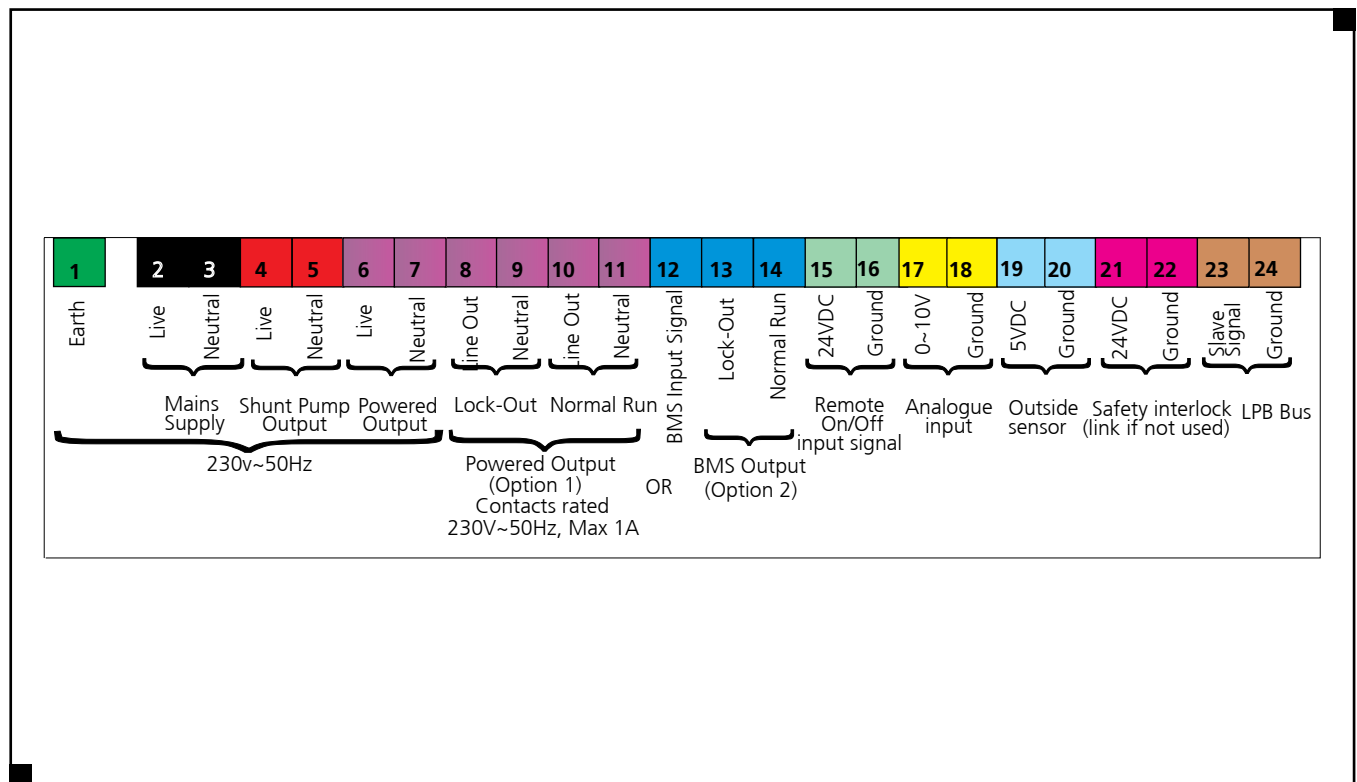 1 2 3 4 5 6 7 8 9 10 11 12 13 14 15 16 17 18 19 20 21 22 23 24
Earth
Live
Neutral
Live
Neutral
Live
Neutral
Line Out
Neutral
Line Out
Neutral
BMS Input Signal
Lock-Out
Normal Run
24VDC
Ground
0~10V
Ground
5VDC
Ground
24VDC
Ground
Slave
Signal
Ground
Mains
Supply
Shunt Pump
Output
Powered
Output
Lock-Out
Normal Run
Remote
On/Off
input signal
Analogue
input
Outside
sensor
Safety interlock
(link if not used)
LPB Bus
230v~50Hz
Powered Output
(Option 1)
Contacts rated
230V~50Hz, Max 1A
OR
BMS Output
(Option 2)